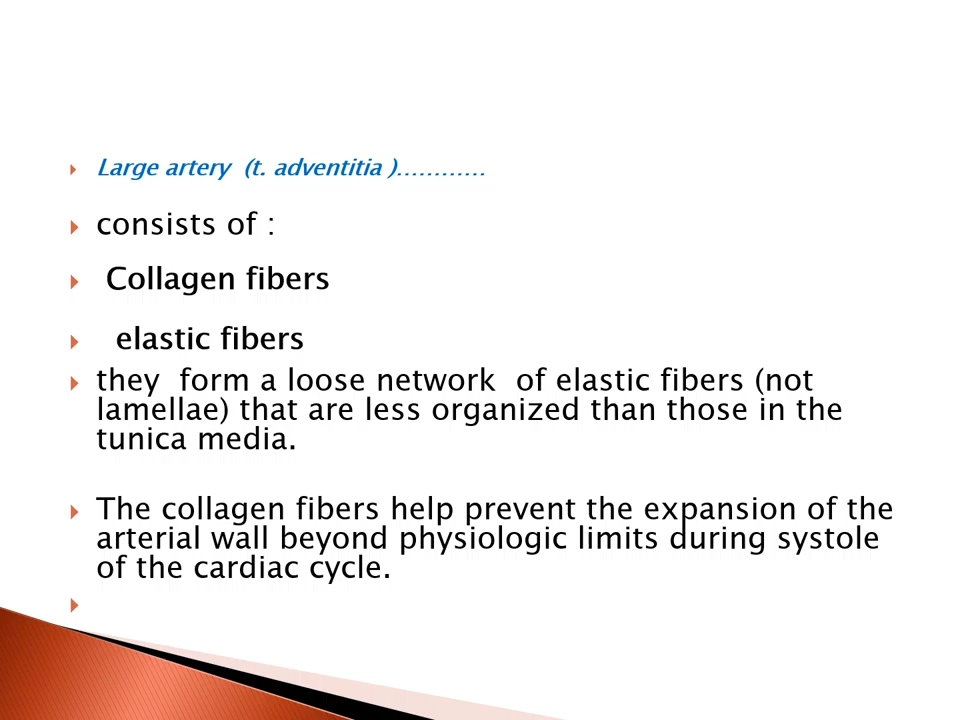 Large artery (t. adventitia )............
consists of :
Collagen fibers
elastic fibers
they form a loose network of elastic fibers (not
lamellae) that are less organized than those in the
tunica media.
The collagen fibers help prevent the expansion of the
arterial wall beyond physiologic limits during systole
of the cardiac cycle.